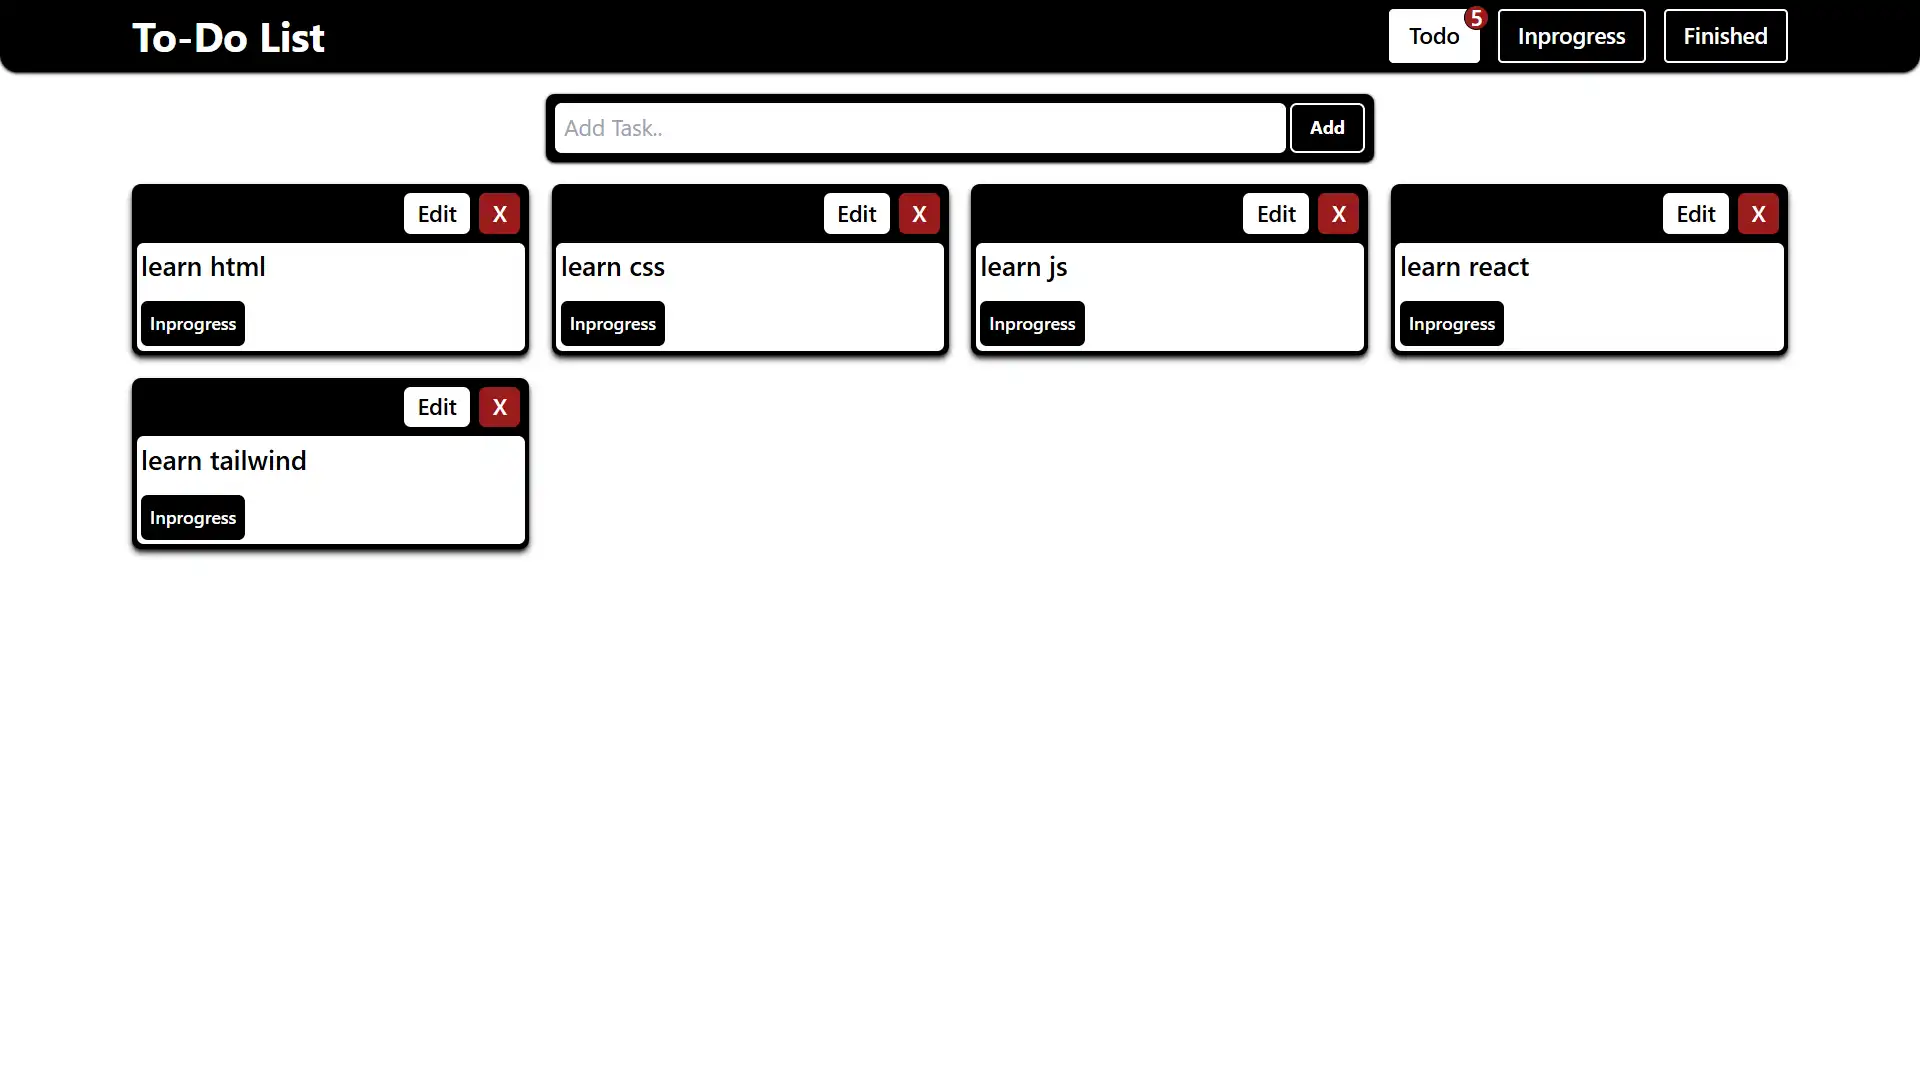 To-Do List
Todo 5
Inprogress
Finished
Add Task..
Add
Edit X
learn html
Inprogress
Edit X
learn css
Inprogress
Edit X
learn js
Inprogress
Edit X
learn react
Inprogress
Edit X
learn tailwind
Inprogress